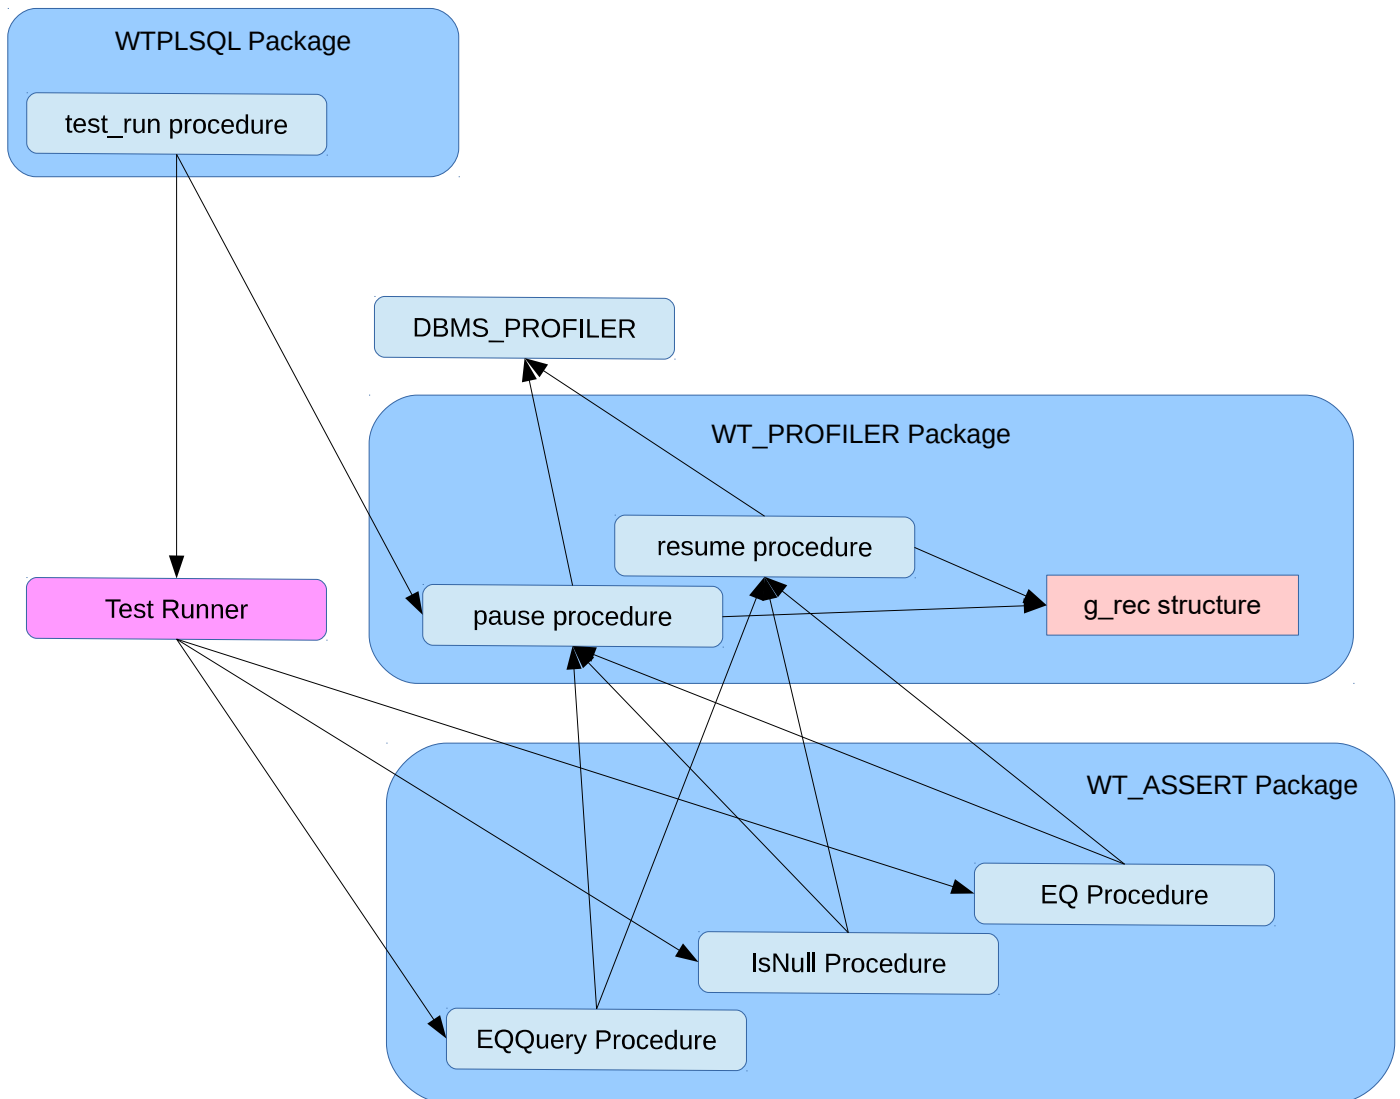 WTPLSQL Package
test_run procedure
DBMS_PROFILER
WT_PROFILER Package
resume procedure
pause procedure
g_rec structure
Test Runner
WT_ASSERT Package
EQ Procedure
IsNull Procedure
EQQuery Procedure